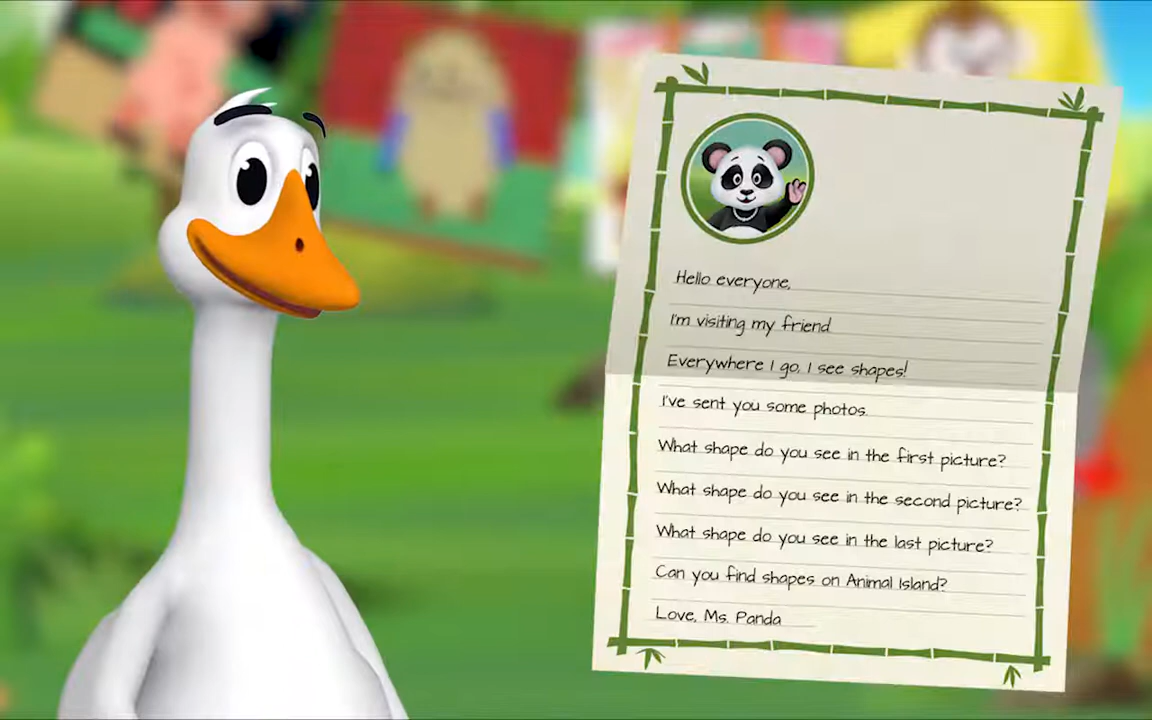 Hello everyone,
I'm visiting my friend.
Everywhere I go, I see shapes!
I've sent you some photos.
What shape do you see in the first picture?
What shape do you see in the second picture?
What shape do you see in the last picture?
Can you find shapes on Animal Island?
Love, Ms. Panda